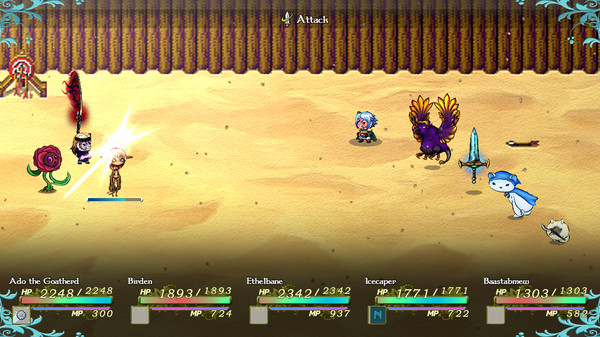 Attack
Ado the Goatherd Birden Ethelbane Icecaper Baastabmew
HP 2248/2248 HP 1893/1893 HP 2342/2342 HP 1771/1771 HP 1303/1303
MP 300 MP 724 MP 937 N MP 722 MP 582